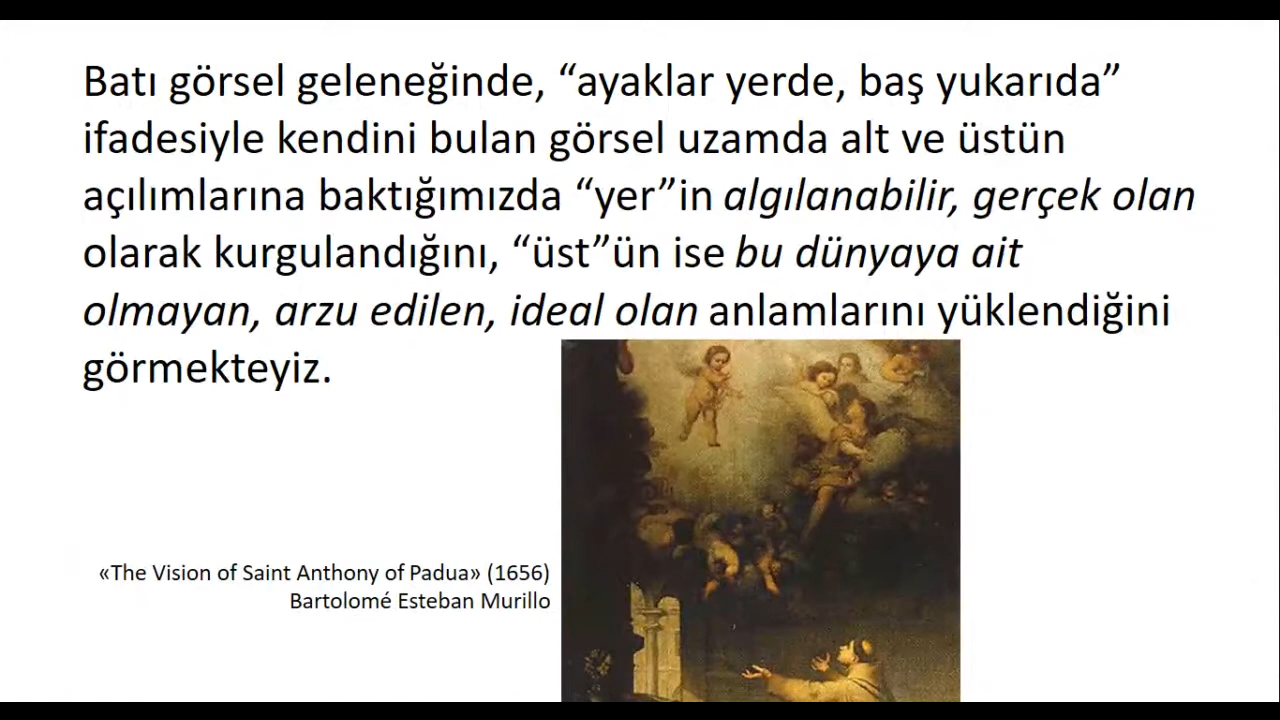 Batı görsel geleneğinde, “ayaklar yerde, baş yukarıda”
ifadesiyle kendini bulan görsel uzamda alt ve üstün
açılımlarına baktığımızda “yer”in algılanabilir, gerçek olan
olarak kurgulandığını, “üst”ün ise bu dünyaya ait
olmayan, arzu edilen, ideal olan anlamlarını yüklendiğini
görmekteyiz.
«The Vision of Saint Anthony of Padua» (1656)
Bartolomé Esteban Murillo